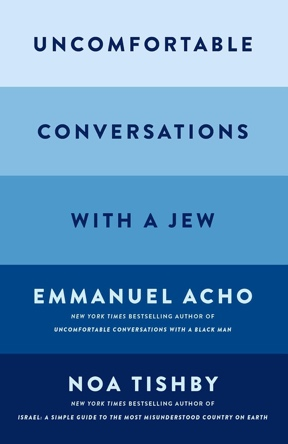 UNCOMFORTABLE
CONVERSATIONS
WITH A JEW
EMMANUEL ACHO
NEW YORK TIMES BESTSELLING AUTHOR OF
UNCOMFORTABLE CONVERSATIONS WITH A BLACK MAN
NOA TISHBY
NEW YORK TIMES BESTSELLING AUTHOR OF
ISRAEL: A SIMPLE GUIDE TO THE MOST MISUNDERSTOOD COUNTRY ON EARTH